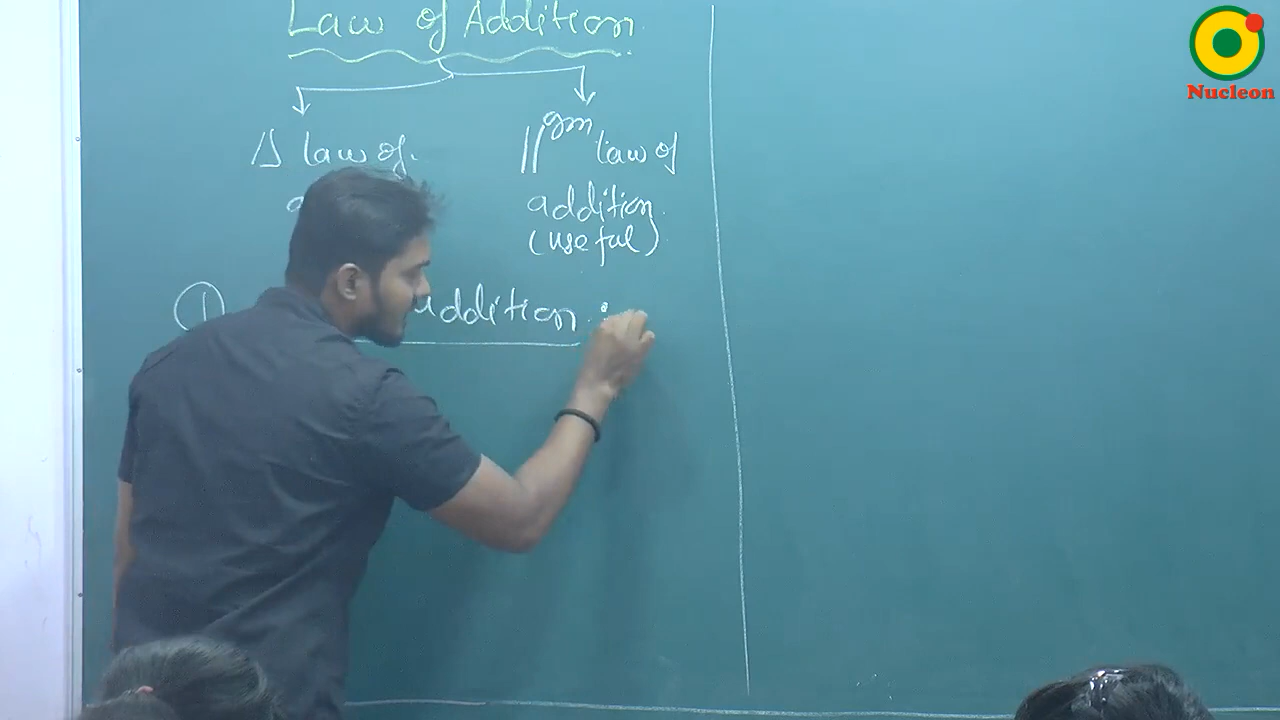 Law of Addition
Δ law of
||gm law of
addition
(useful)
① addition :
Nucleon